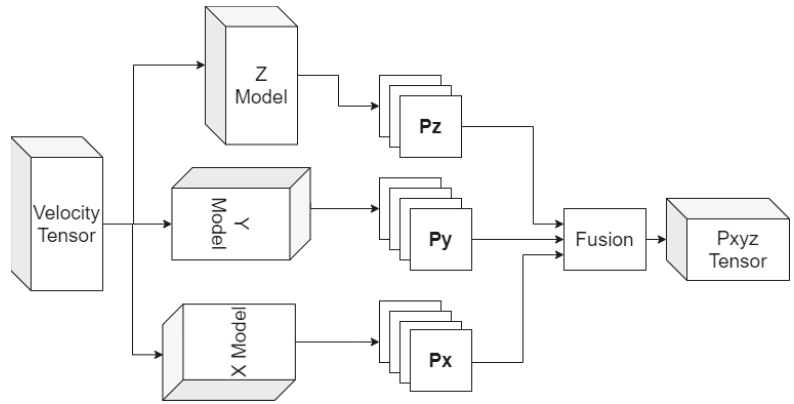 Z
Model
Pz
Velocity
Tensor
Y
Model
Py
Fusion
Pxyz
Tensor
X Model
Px